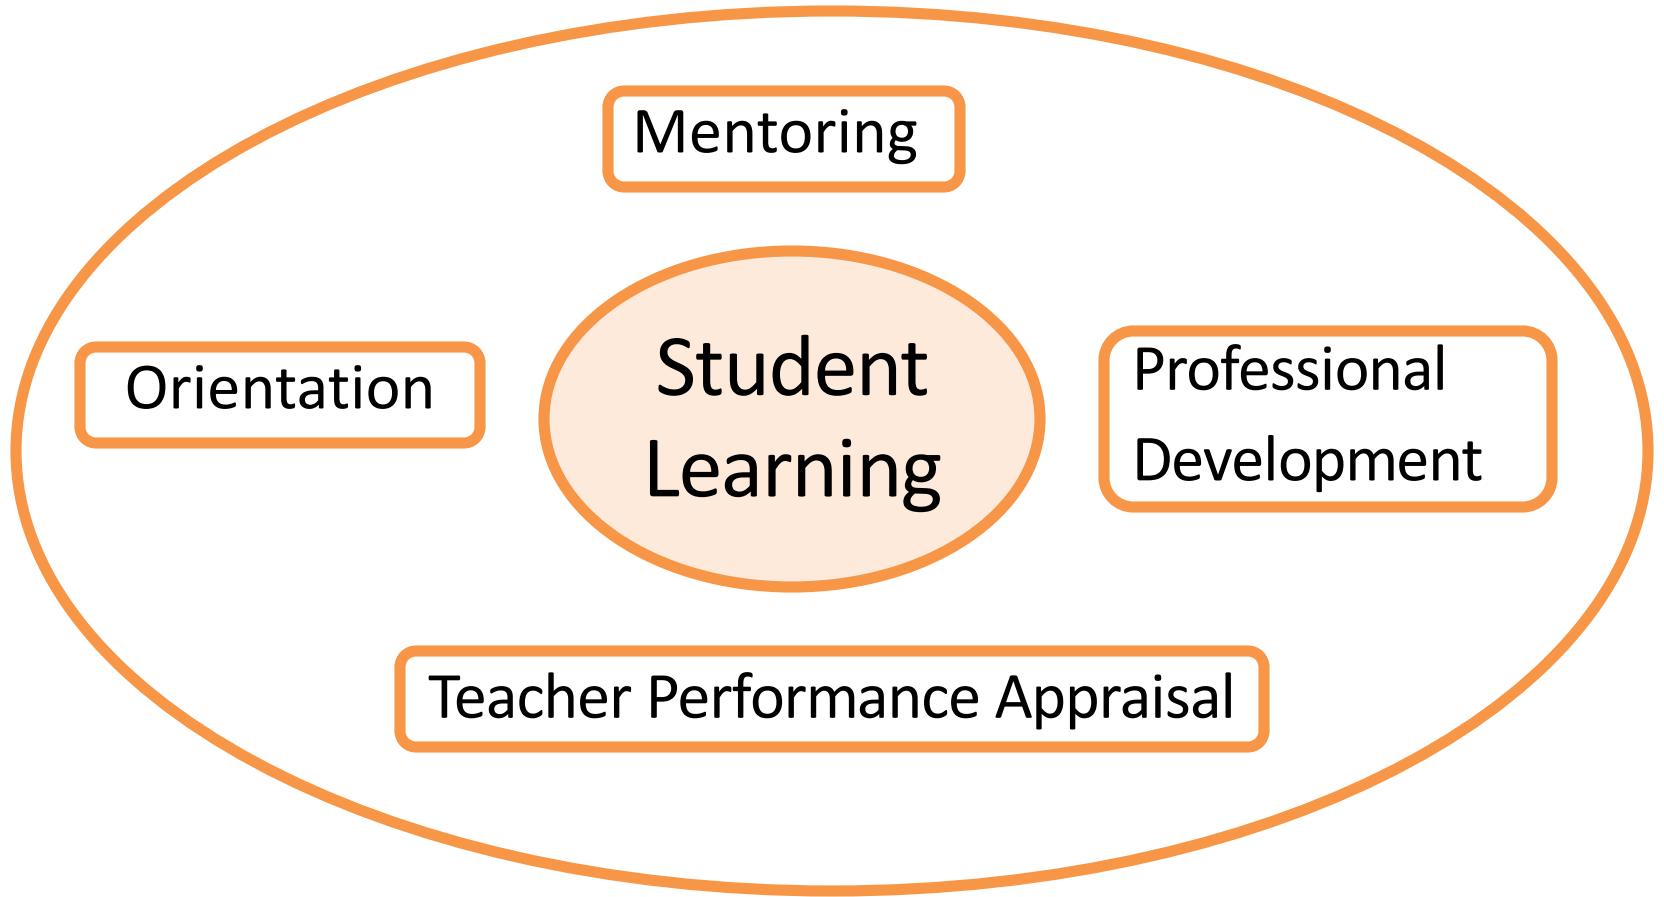 Mentoring
Orientation
Student
Learning
Professional
Development
Teacher Performance Appraisal